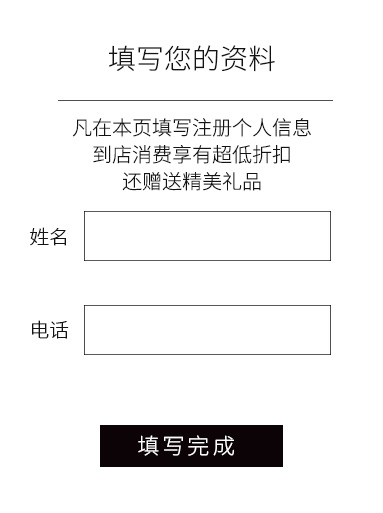 填写您的资料
凡在本页填写注册个人信息
到店消费享有超低折扣
还赠送精美礼品
姓名
电话
填写完成